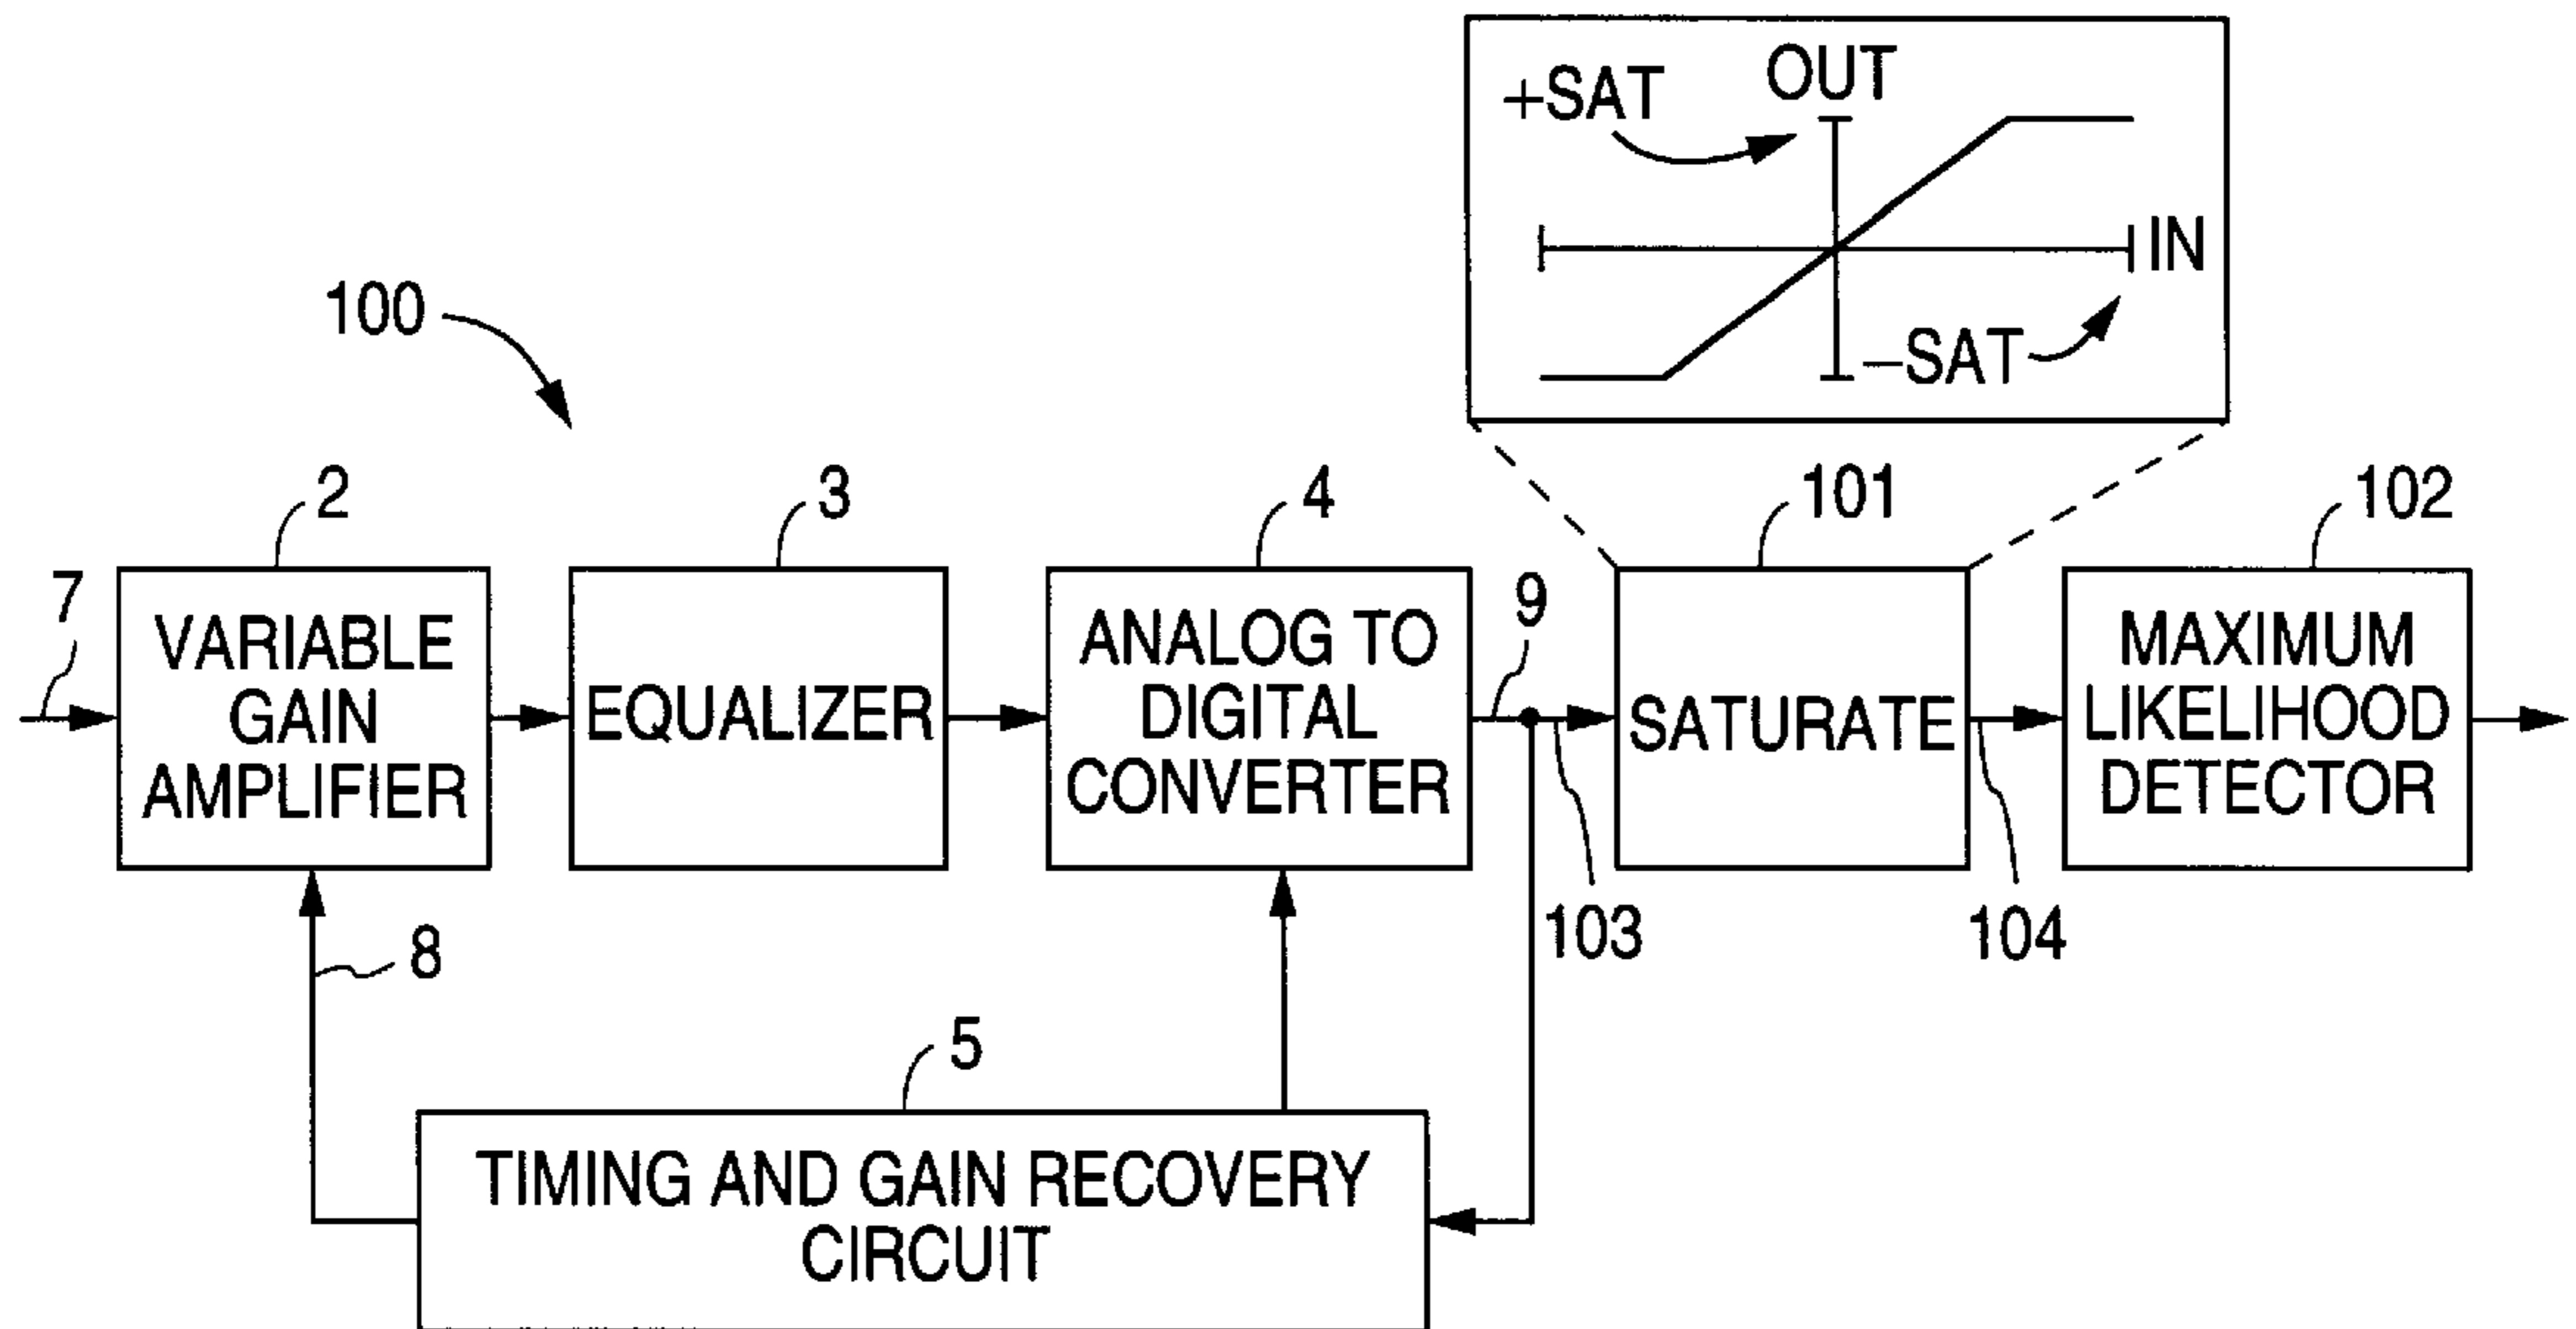 OUT
+SAT
IN
−SAT
100
2
3
4
101
102
7
VARIABLE
GAIN
AMPLIFIER
EQUALIZER
ANALOG TO
DIGITAL
CONVERTER
9
SATURATE
MAXIMUM
LIKELIHOOD
DETECTOR
103
104
8
5
TIMING AND GAIN RECOVERY
CIRCUIT